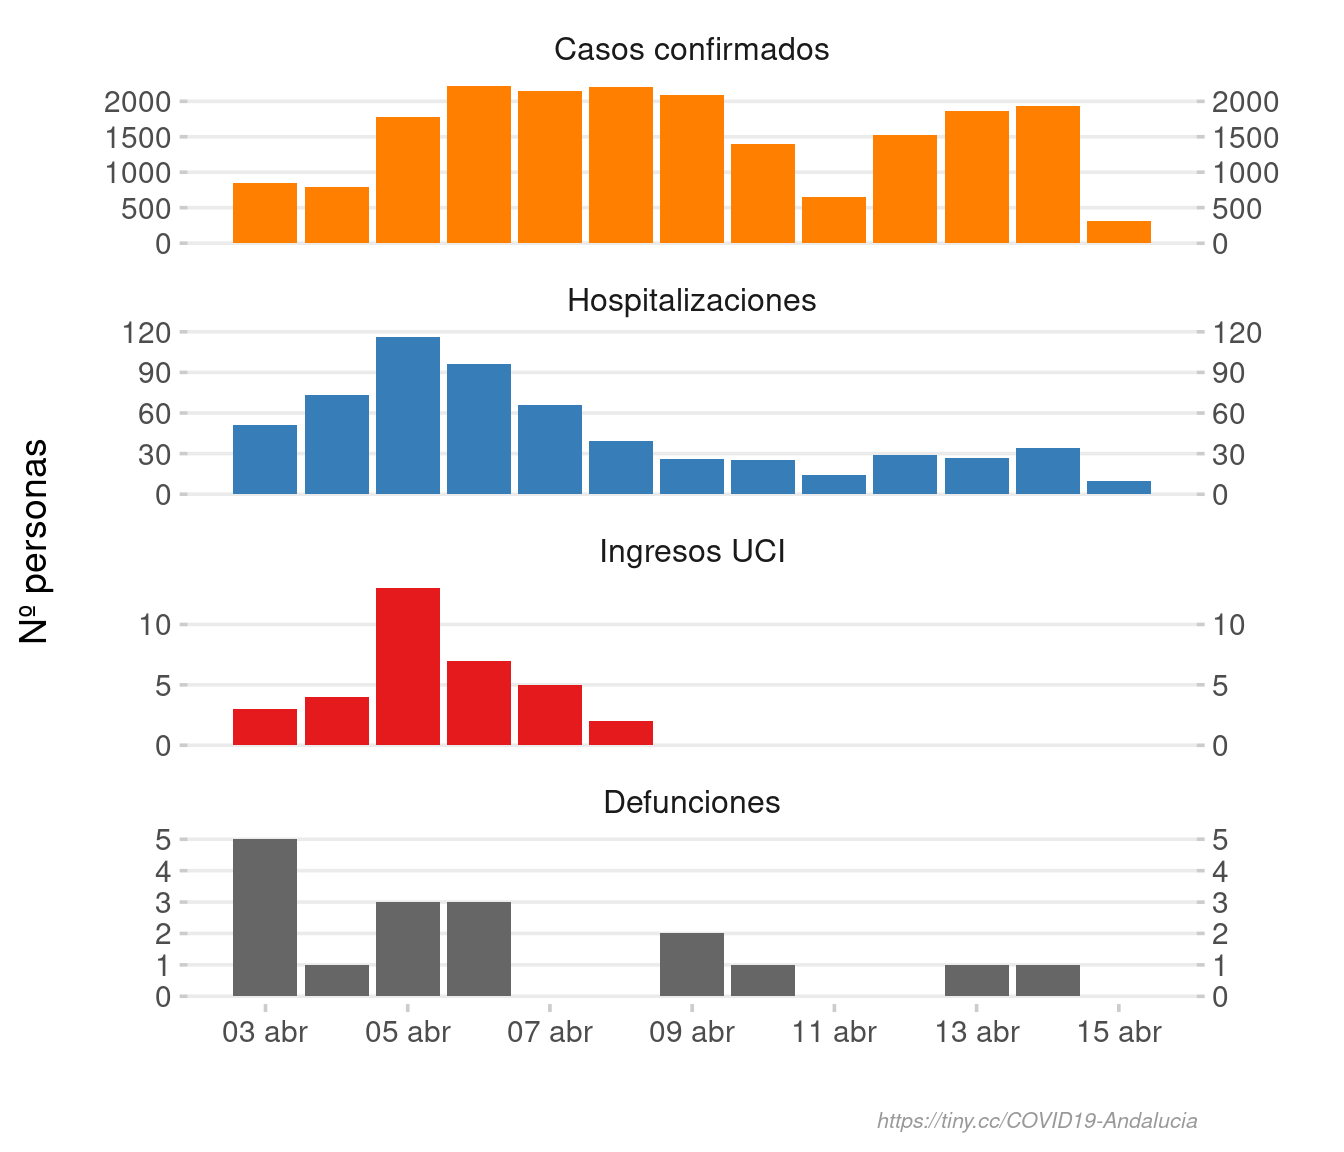 Casos confirmados
2000 2000
1500 1500
1000 1000
500 500
0 0
Hospitalizaciones
120 120
90 90
60 60
30 30
0 0
Nº personas
Ingresos UCI
10 10
5 5
0 0
Defunciones
5 5
4 4
3 3
2 2
1 1
0 0
03 abr 05 abr 07 abr 09 abr 11 abr 13 abr 15 abr
https://tiny.cc/COVID19-Andalucia